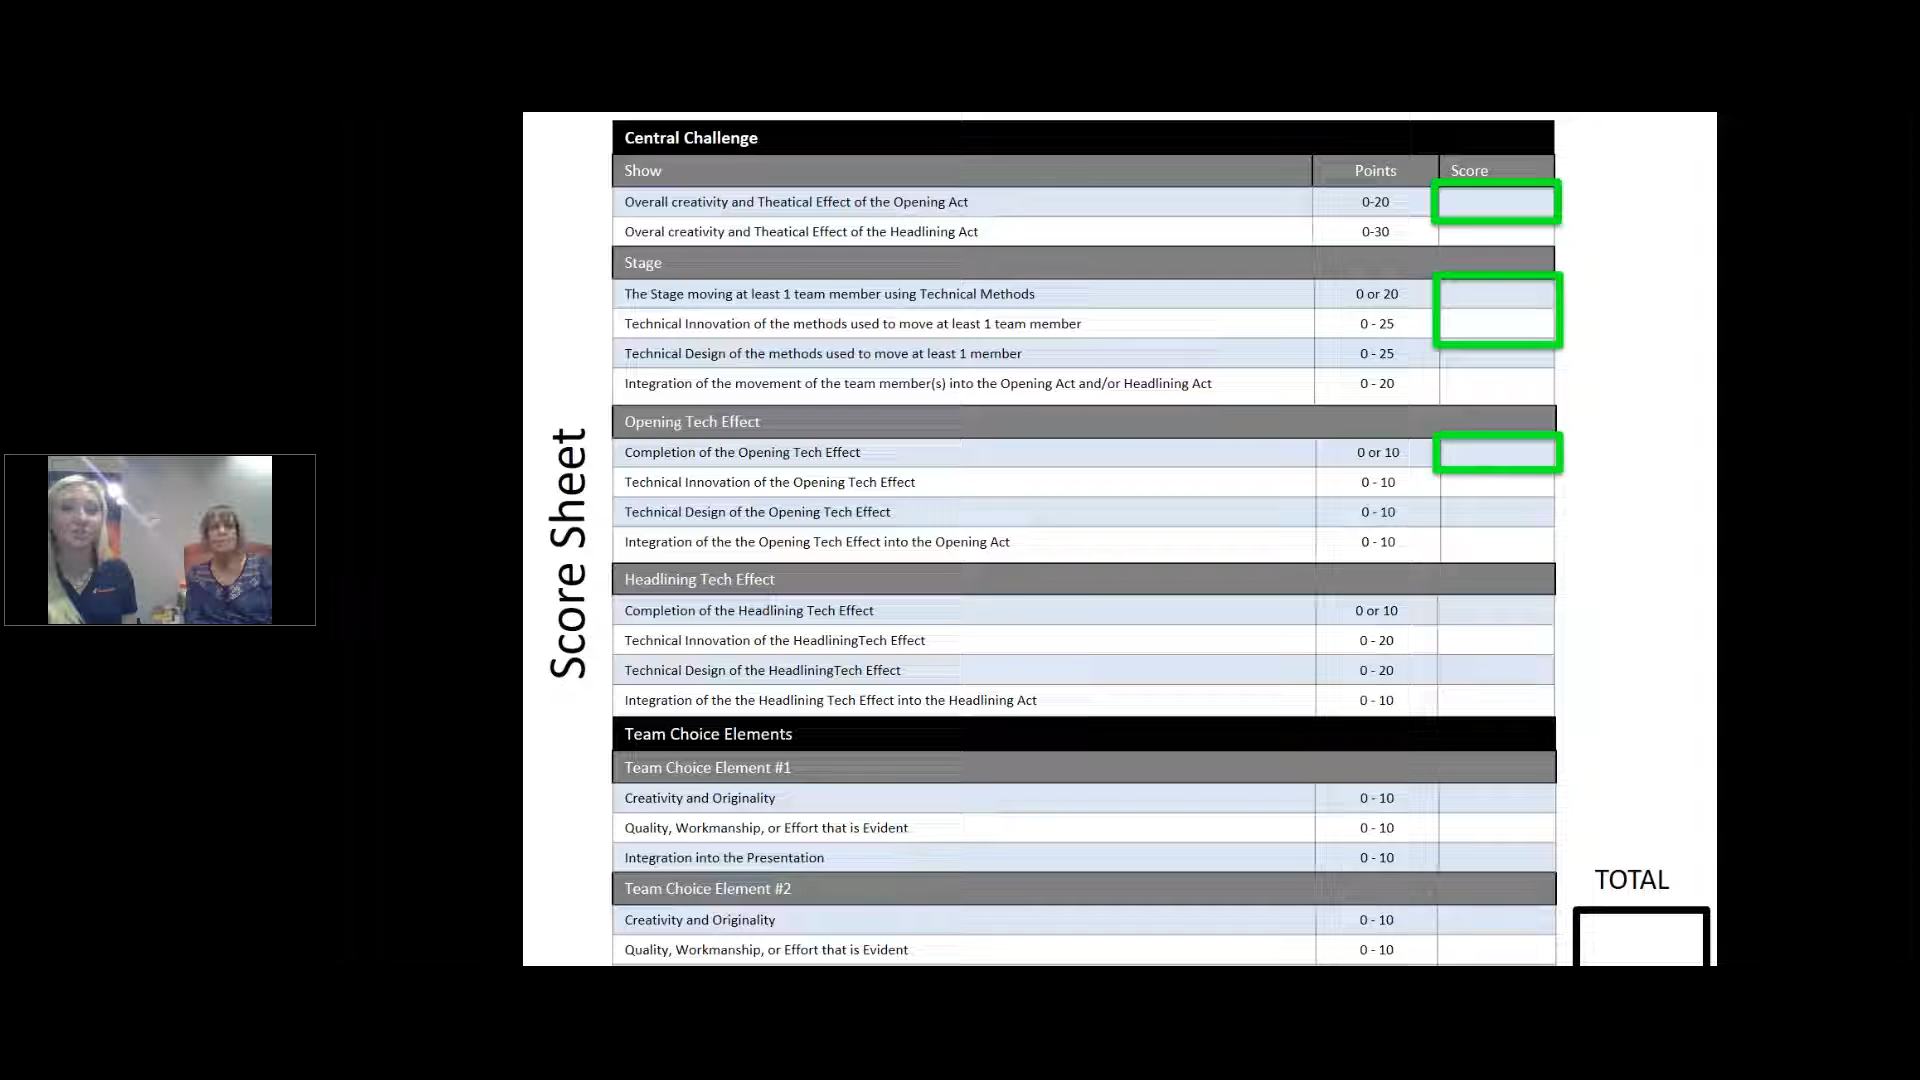 Score Sheet
Central Challenge
Show Points Score
Overall creativity and Theatical Effect of the Opening Act 0-20
Overal creativity and Theatical Effect of the Headlining Act 0-30
Stage
The Stage moving at least 1 team member using Technical Methods 0 or 20
Technical Innovation of the methods used to move at least 1 team member 0 - 25
Technical Design of the methods used to move at least 1 member 0 - 25
Integration of the movement of the team member(s) into the Opening Act and/or Headlining Act 0 - 20
Opening Tech Effect
Completion of the Opening Tech Effect 0 or 10
Technical Innovation of the Opening Tech Effect 0 - 10
Technical Design of the Opening Tech Effect 0 - 10
Integration of the the Opening Tech Effect into the Opening Act 0 - 10
Headlining Tech Effect
Completion of the Headlining Tech Effect 0 or 10
Technical Innovation of the HeadliningTech Effect 0 - 20
Technical Design of the HeadliningTech Effect 0 - 20
Integration of the the Headlining Tech Effect into the Headlining Act 0 - 10
Team Choice Elements
Team Choice Element #1
Creativity and Originality 0 - 10
Quality, Workmanship, or Effort that is Evident 0 - 10
Integration into the Presentation 0 - 10
Team Choice Element #2
Creativity and Originality 0 - 10
Quality, Workmanship, or Effort that is Evident 0 - 10
TOTAL